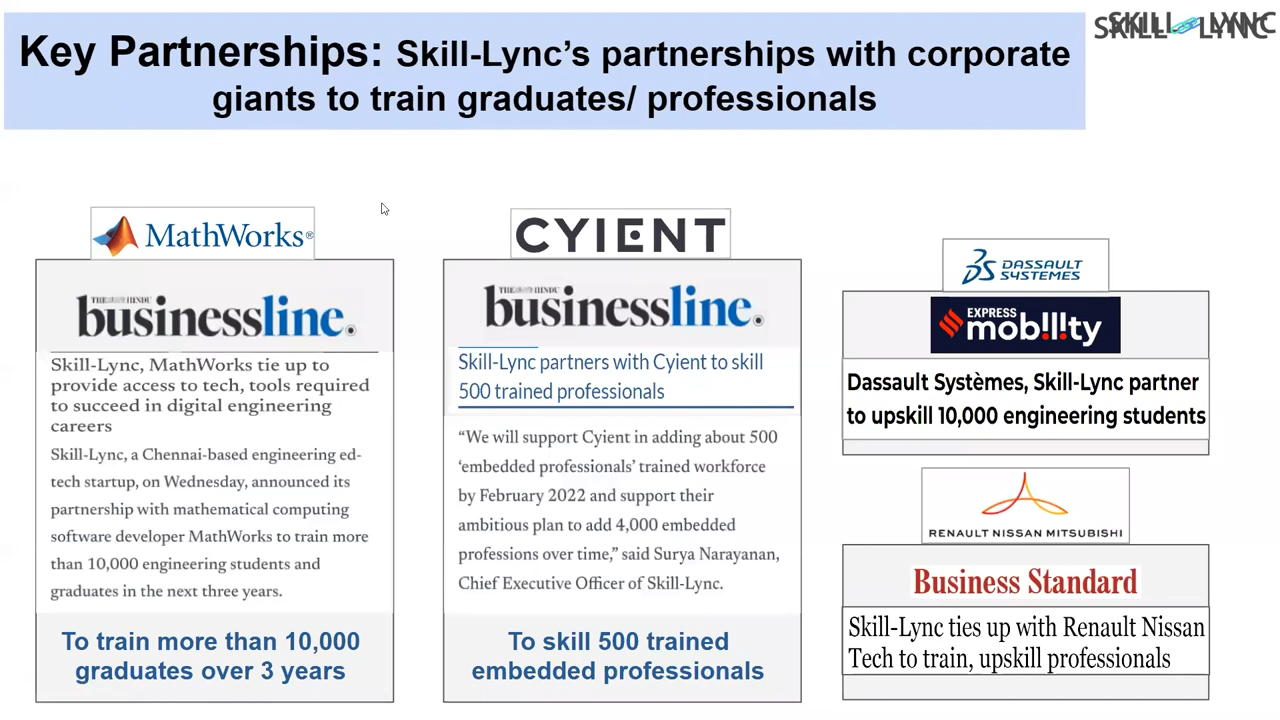 Key Partnerships: Skill-Lync's partnerships with corporate
giants to train graduates/ professionals
SKILL LYNC
MathWorks®
THE HINDU
businessline.
Skill-Lync, MathWorks tie up to
provide access to tech, tools required
to succeed in digital engineering
careers
Skill-Lync, a Chennai-based engineering ed-
tech startup, on Wednesday, announced its
partnership with mathematical computing
software developer MathWorks to train more
than 10,000 engineering students and
graduates in the next three years.
To train more than 10,000
graduates over 3 years
CYIENT
THE HINDU
businessline.
Skill-Lync partners with Cyient to skill
500 trained professionals
“We will support Cyient in adding about 500
‘embedded professionals’ trained workforce
by February 2022 and support their
ambitious plan to add 4,000 embedded
professions over time,” said Surya Narayanan,
Chief Executive Officer of Skill-Lync.
To skill 500 trained
embedded professionals
DASSAULT
SYSTEMES
EXPRESS
mobility
Dassault Systèmes, Skill-Lync partner
to upskill 10,000 engineering students
RENAULT NISSAN MITSUBISHI
Business Standard
Skill-Lync ties up with Renault Nissan
Tech to train, upskill professionals